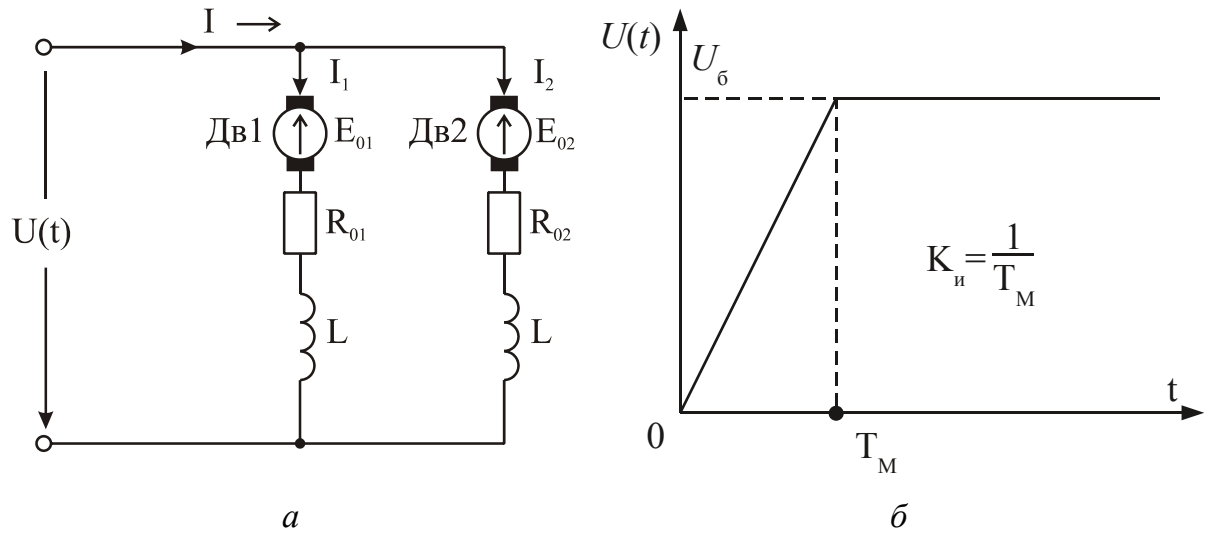 I
I₁
I₂
Дв1
E₀₁
Дв2
E₀₂
U(t)
R₀₁
R₀₂
L
L
а
U(t)
Uб
Kи = 1/TМ
t
0
TМ
б